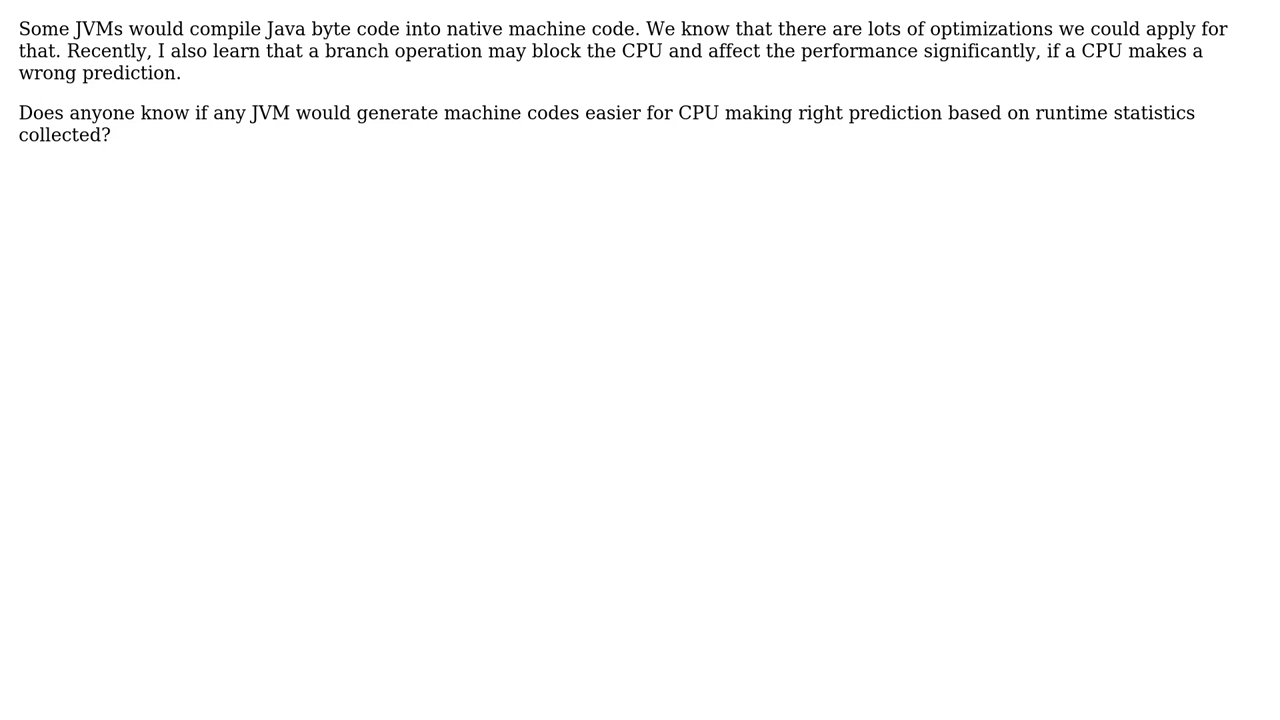 Some JVMs would compile Java byte code into native machine code. We know that there are lots of optimizations we could apply for
that. Recently, I also learn that a branch operation may block the CPU and affect the performance significantly, if a CPU makes a
wrong prediction.
Does anyone know if any JVM would generate machine codes easier for CPU making right prediction based on runtime statistics
collected?